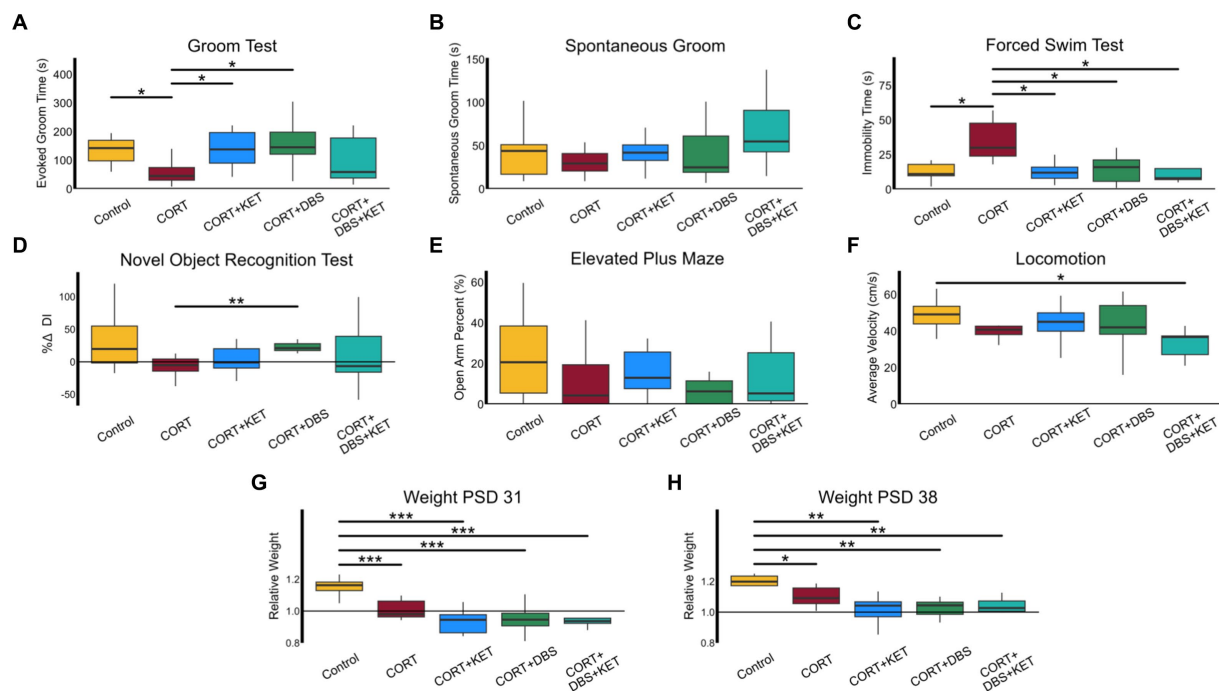 A
Groom Test
Evoked Groom Time (s)
400
300
200
100
0
*
*
*
Control
CORT
CORT+KET
CORT+DBS
CORT+
DBS+KET
B
Spontaneous Groom
Spontaneous Groom Time (s)
150
100
50
0
Control
CORT
CORT+KET
CORT+DBS
CORT+
DBS+KET
C
Forced Swim Test
Immobility Time (s)
75
50
25
0
*
*
*
*
Control
CORT
CORT+KET
CORT+DBS
CORT+
DBS+KET
D
Novel Object Recognition Test
%Δ DI
100
50
0
-50
**
Control
CORT
CORT+KET
CORT+DBS
CORT+
DBS+KET
E
Elevated Plus Maze
Open Arm Percent (%)
60
40
20
0
Control
CORT
CORT+KET
CORT+DBS
CORT+
DBS+KET
F
Locomotion
Average Velocity (cm/s)
60
40
20
0
*
Control
CORT
CORT+KET
CORT+DBS
CORT+
DBS+KET
G
Weight PSD 31
Relative Weight
1.2
1.0
0.8
***
***
***
***
Control
CORT
CORT+KET
CORT+DBS
CORT+
DBS+KET
H
Weight PSD 38
Relative Weight
1.2
1.0
0.8
**
**
**
*
Control
CORT
CORT+KET
CORT+DBS
CORT+
DBS+KET